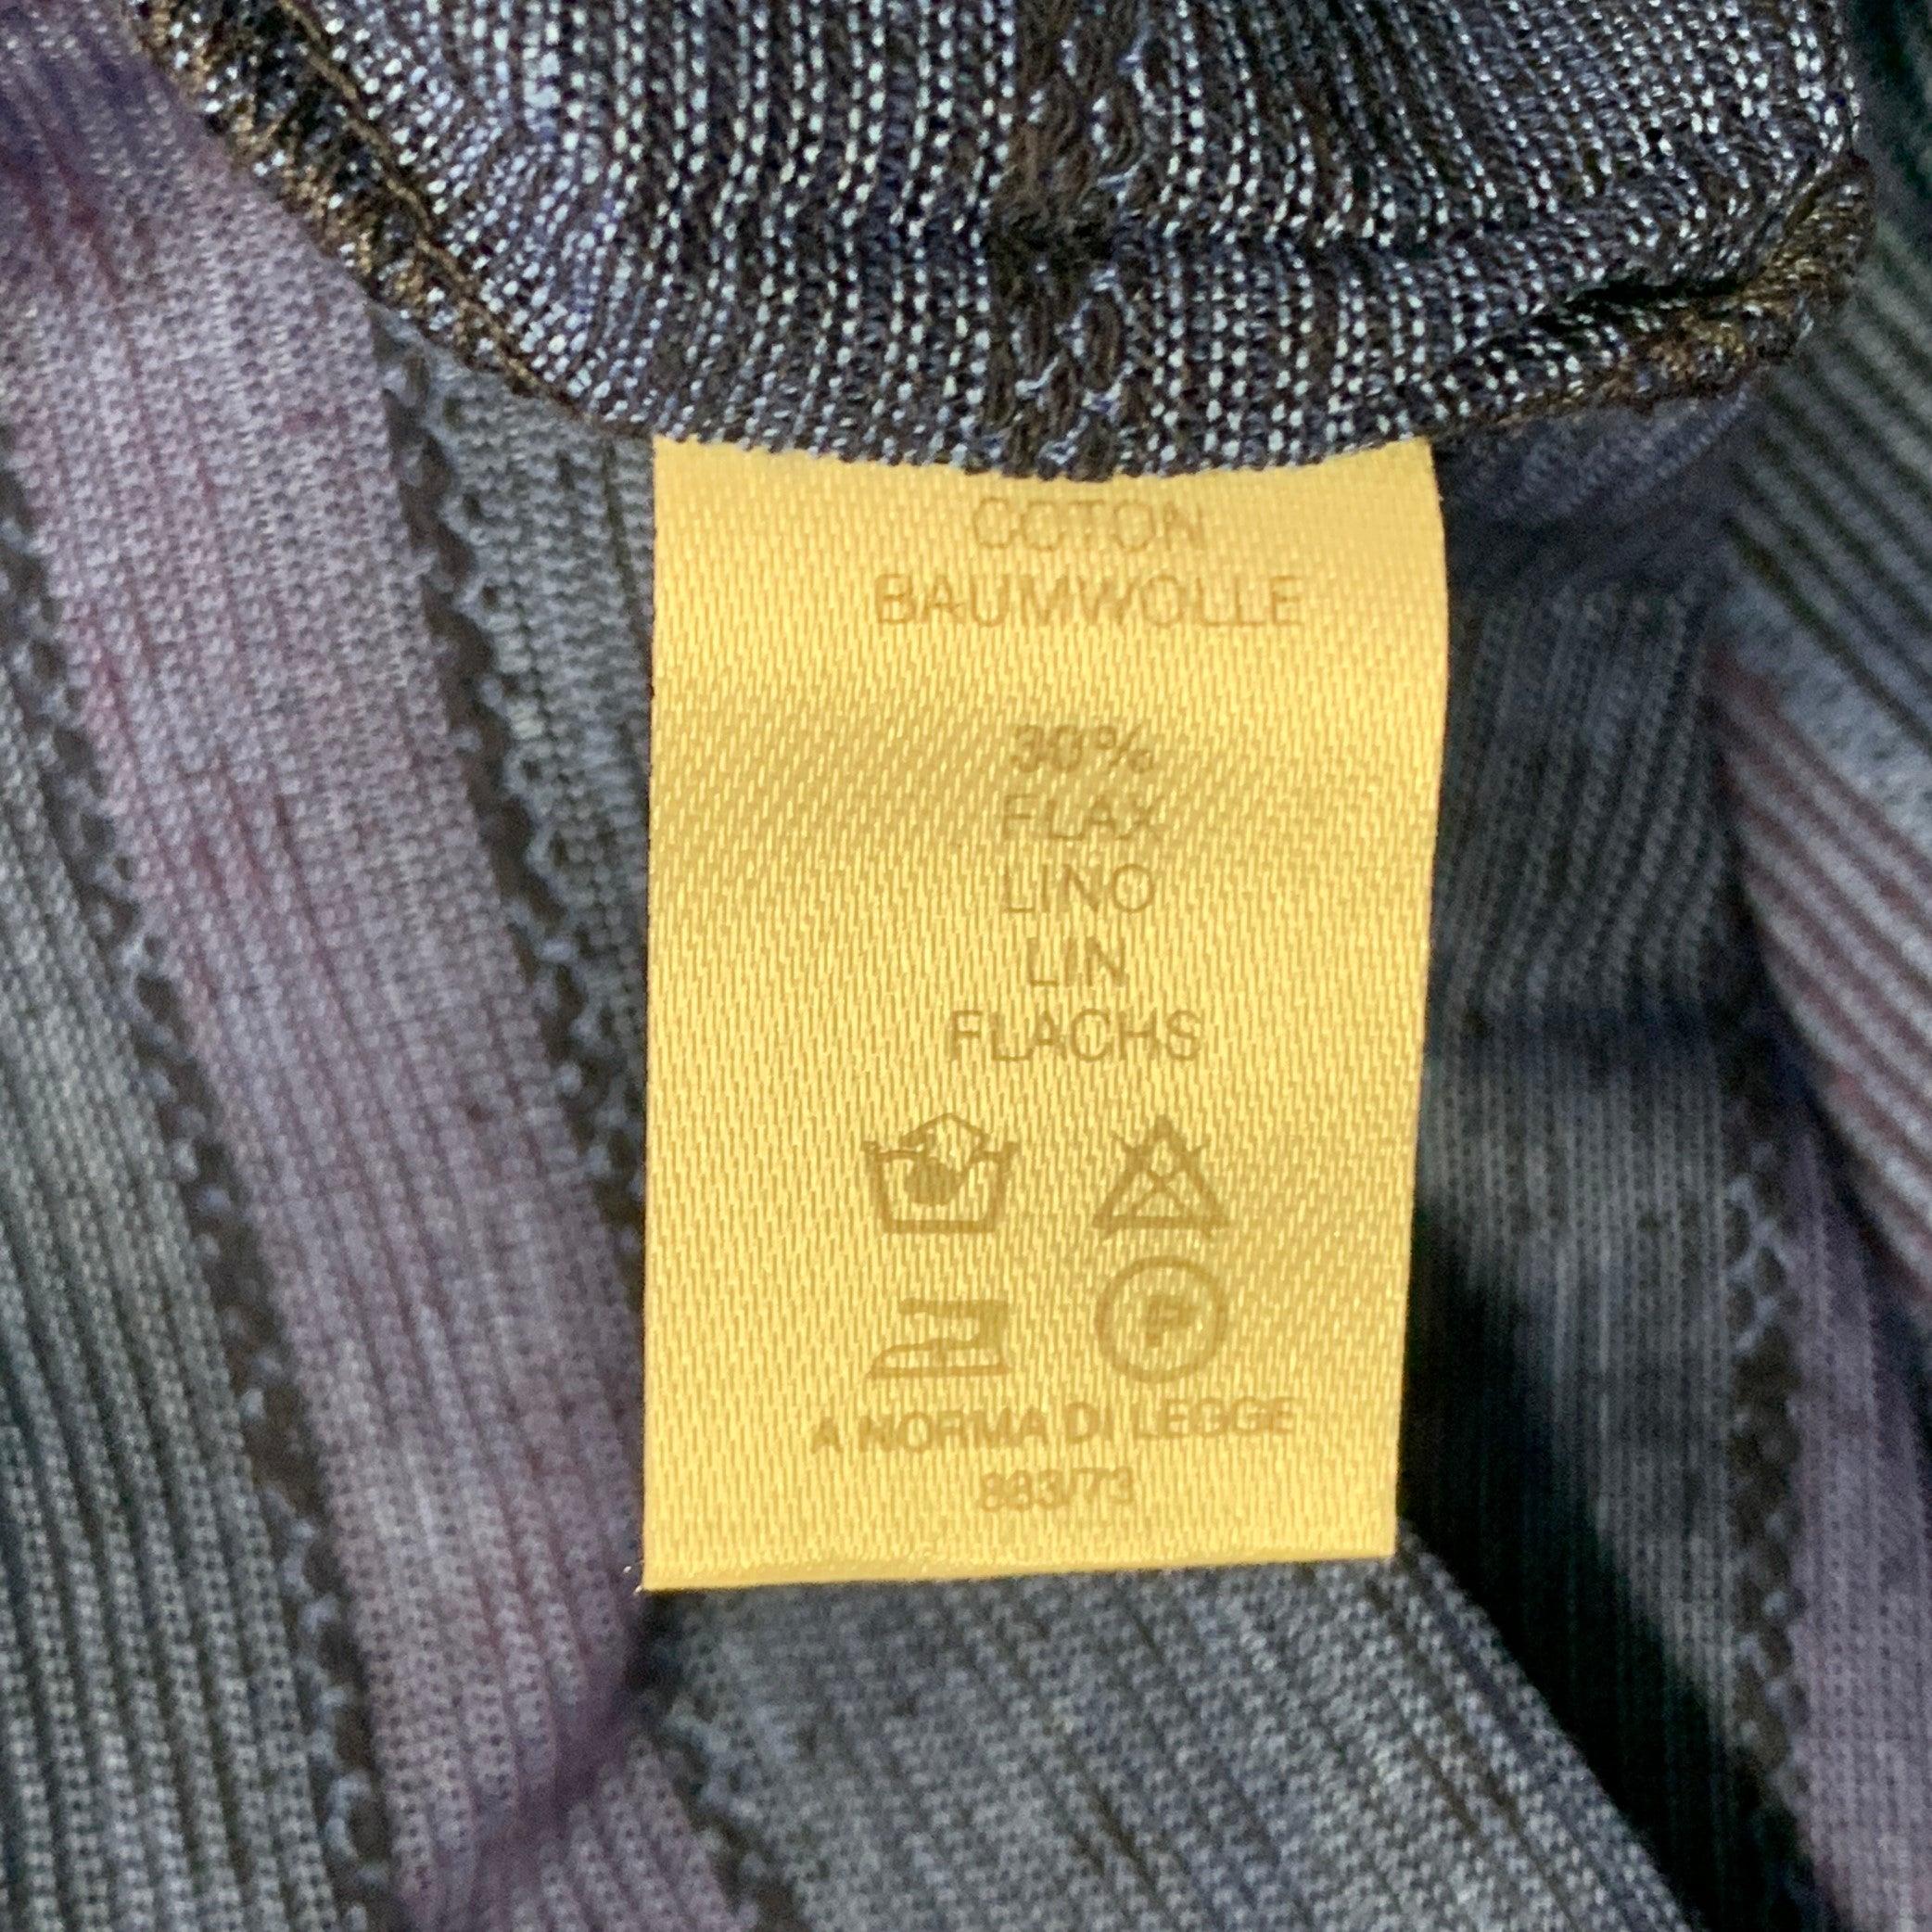 COTON
BAUMWOLLE
30%
FLAX
LINO
LIN
FLACHS
P
A NORMA DI LEGGE
883/73